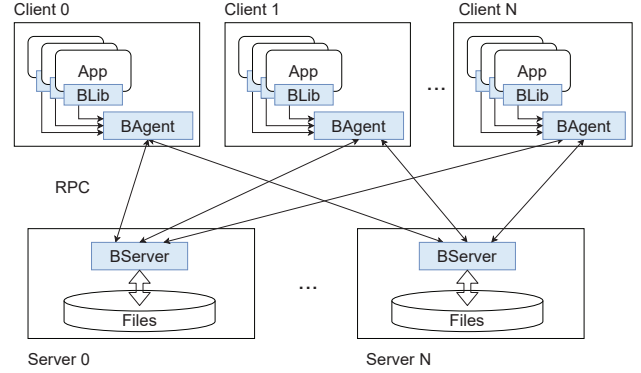 Client 0
Client 1
Client N
App
App
App
BLib
BLib
...
BLib
BAgent
BAgent
BAgent
RPC
BServer
BServer
...
Files
Files
Server 0
Server N